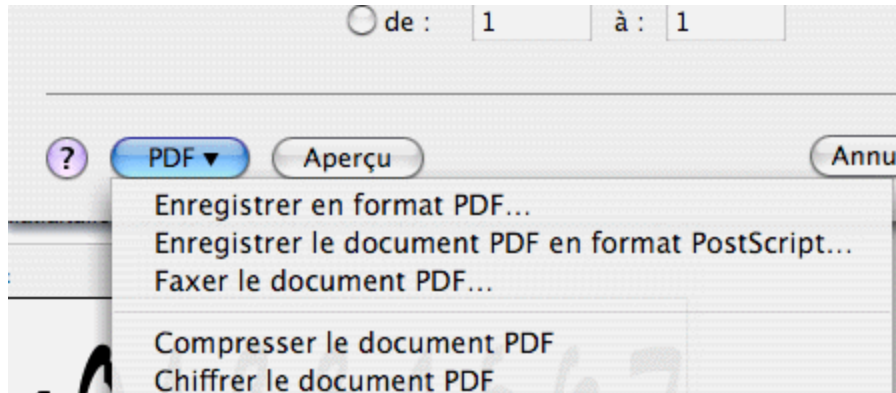 de : 1 à : 1
? PDF ▼ Aperçu Annu
Enregistrer en format PDF...
Enregistrer le document PDF en format PostScript...
Faxer le document PDF...
Compresser le document PDF
Chiffrer le document PDF